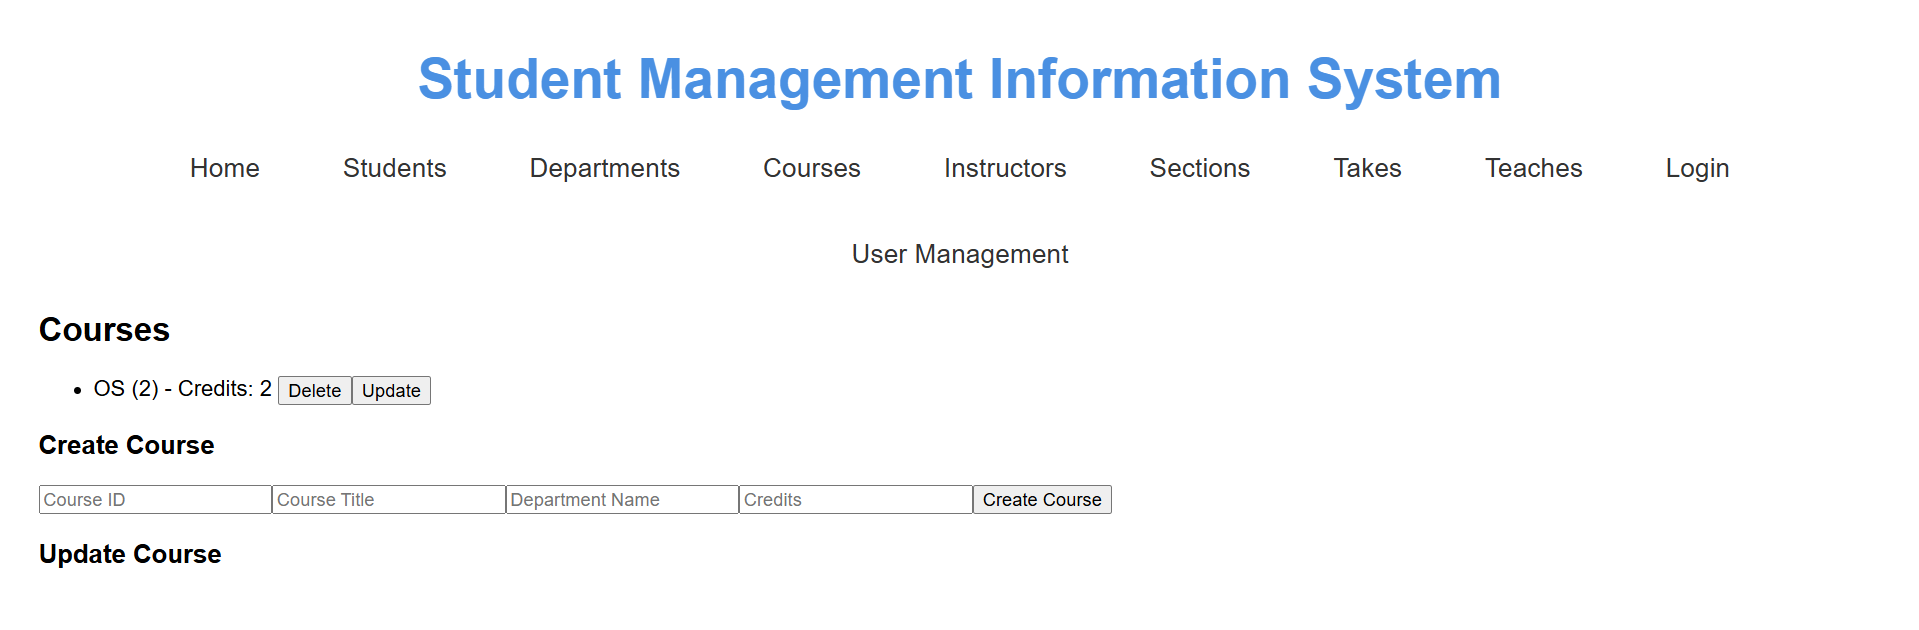 Student Management Information System
Home Students Departments Courses Instructors Sections Takes Teaches Login
User Management
Courses
• OS (2) - Credits: 2 Delete Update
Create Course
Course ID Course Title Department Name Credits Create Course
Update Course